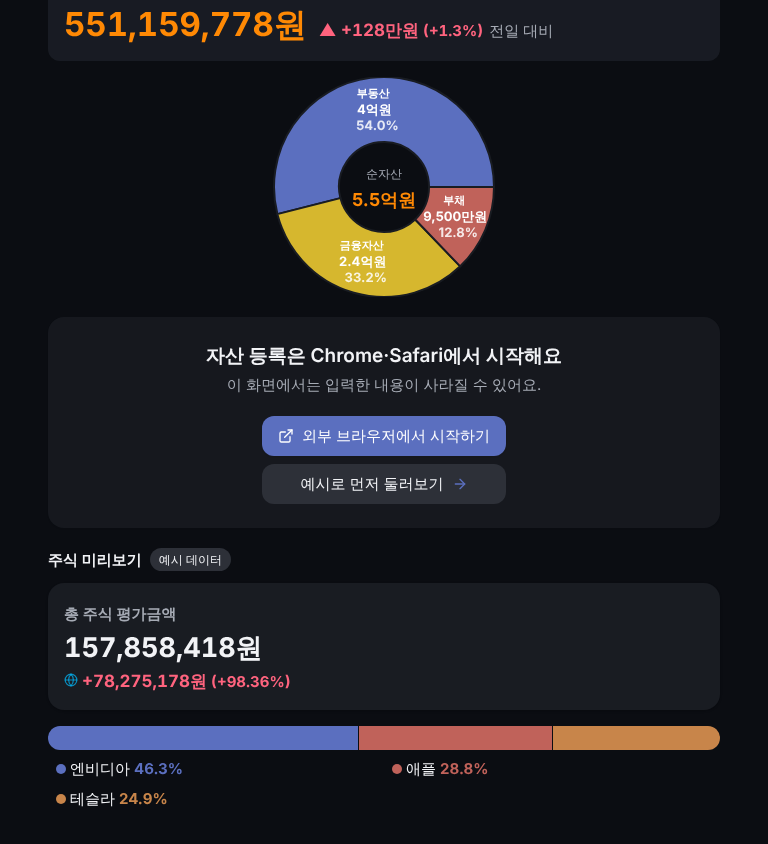 551,159,778원 ▲ +128만원 (+1.3%) 전일 대비
부동산
4억원
54.0%
순자산
5.5억원
부채
9,500만원
12.8%
금융자산
2.4억원
33.2%
자산 등록은 Chrome·Safari에서 시작해요
이 화면에서는 입력한 내용이 사라질 수 있어요.
외부 브라우저에서 시작하기
예시로 먼저 둘러보기 →
주식 미리보기 예시 데이터
총 주식 평가금액
157,858,418원
+78,275,178원 (+98.36%)
엔비디아 46.3% 애플 28.8%
테슬라 24.9%